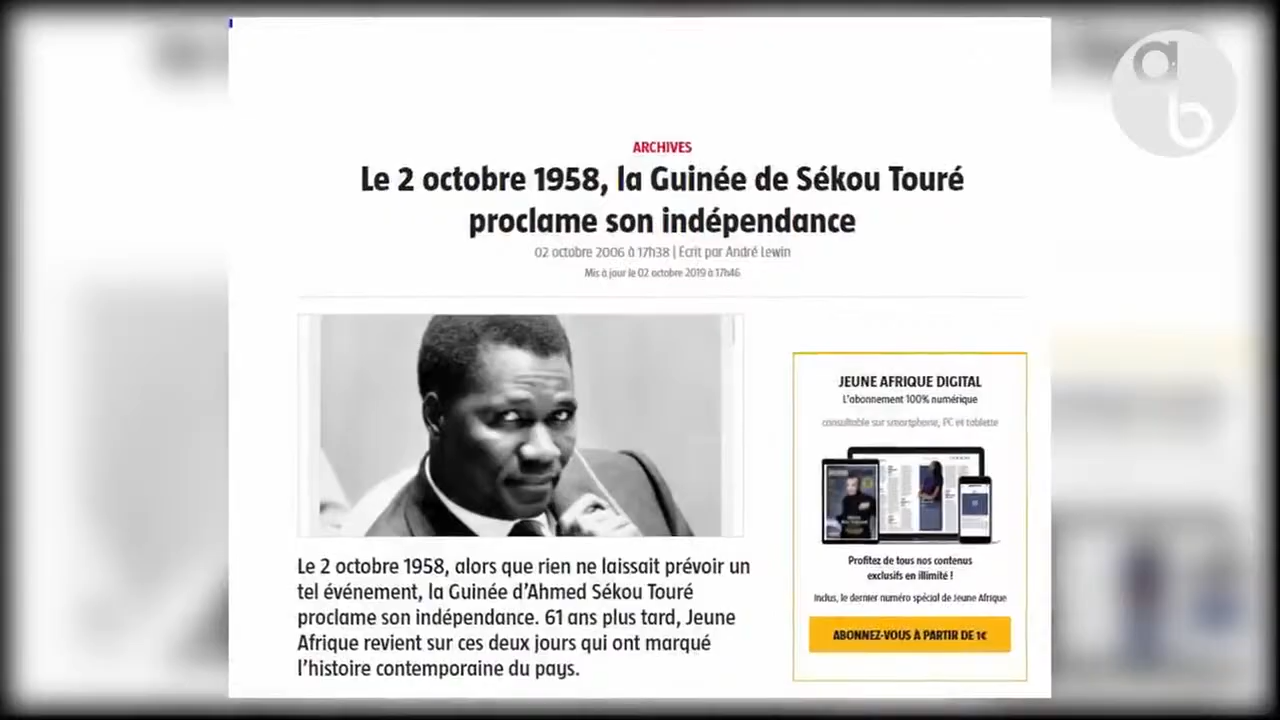 ab
ARCHIVES
Le 2 octobre 1958, la Guinée de Sékou Touré
proclame son indépendance
02 octobre 2006 à 17h38 | Ecrit par André Lewin
Mis à jour le 02 octobre 2019 à 17h46
Le 2 octobre 1958, alors que rien ne laissait prévoir un
tel événement, la Guinée d'Ahmed Sékou Touré
proclame son indépendance. 61 ans plus tard, Jeune
Afrique revient sur ces deux jours qui ont marqué
l'histoire contemporaine du pays.
JEUNE AFRIQUE DIGITAL
L'abonnement 100% numérique
consultable sur smartphone, PC et tablette
Profitez de tous nos contenus
exclusifs en illimité !
Inclus, le dernier numéro spécial de Jeune Afrique
ABONNEZ-VOUS À PARTIR DE 1€